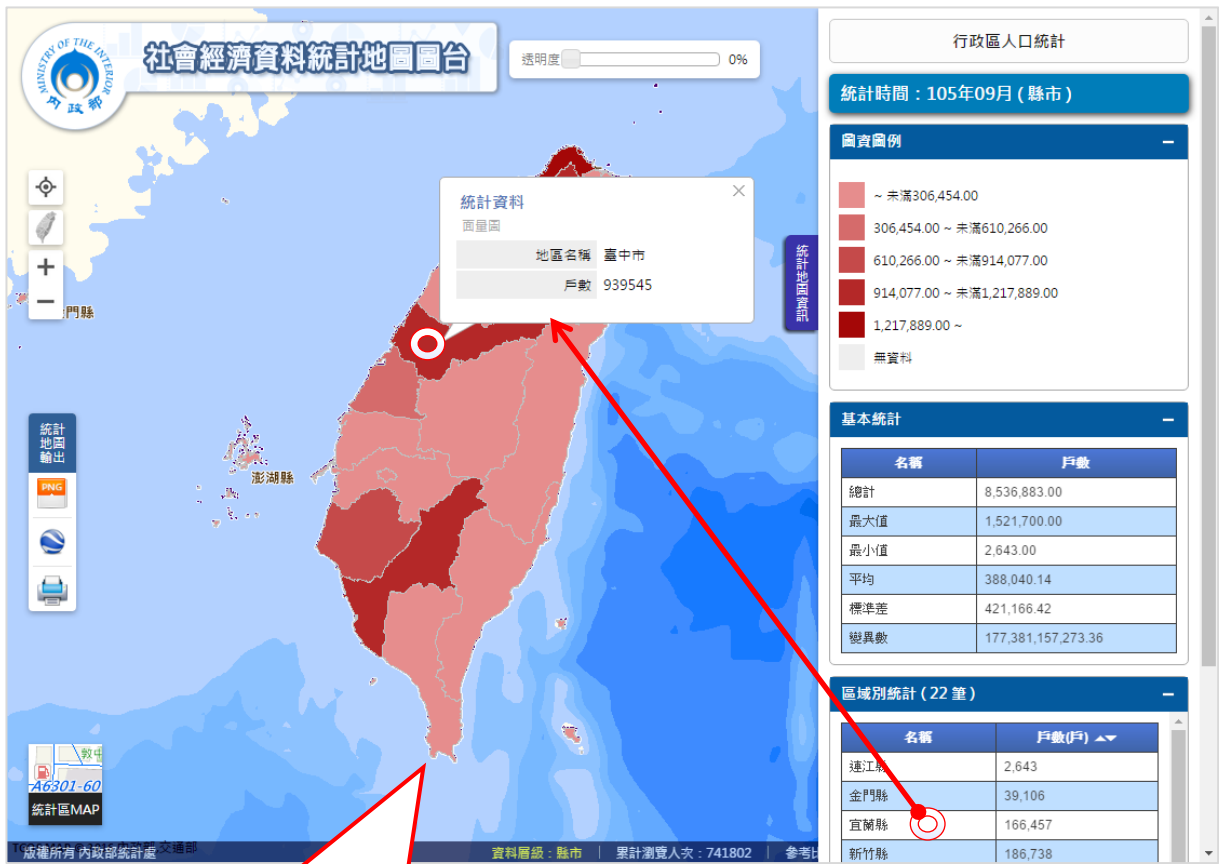 MINISTRY OF THE INTERIOR
內政部
社會經濟資料統計地圖圖台
透明度 0%
統計資料
面量圖
地區名稱 臺中市
戶數 939545
門縣
澎湖縣
統計地圖輸出
PNG
統計地圖資訊
教中
A6301-60
統計區MAP
版權所有 內政部統計處
資料層級：縣市 | 累計瀏覽人次：741802 | 參考比
行政區人口統計
統計時間：105年09月 ( 縣市 )
圖資圖例
~ 未滿306,454.00
306,454.00 ~ 未滿610,266.00
610,266.00 ~ 未滿914,077.00
914,077.00 ~ 未滿1,217,889.00
1,217,889.00 ~
無資料
基本統計
名稱 戶數
總計 8,536,883.00
最大值 1,521,700.00
最小值 2,643.00
平均 388,040.14
標準差 421,166.42
變異數 177,381,157,273.36
區域別統計 ( 22 筆 )
名稱 戶數(戶)
連江縣 2,643
金門縣 39,106
宜蘭縣 166,457
新竹縣 186,738